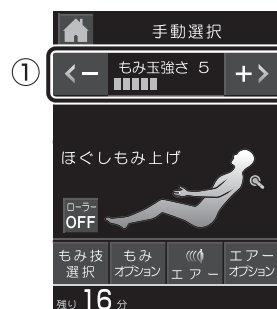 手動選択
①
<− もみ玉強さ 5 +>
ほぐしもみ上げ
ローラー
OFF
もみ技
選択
もみ
オプション
エアー
エアー
オプション
残り 16 分